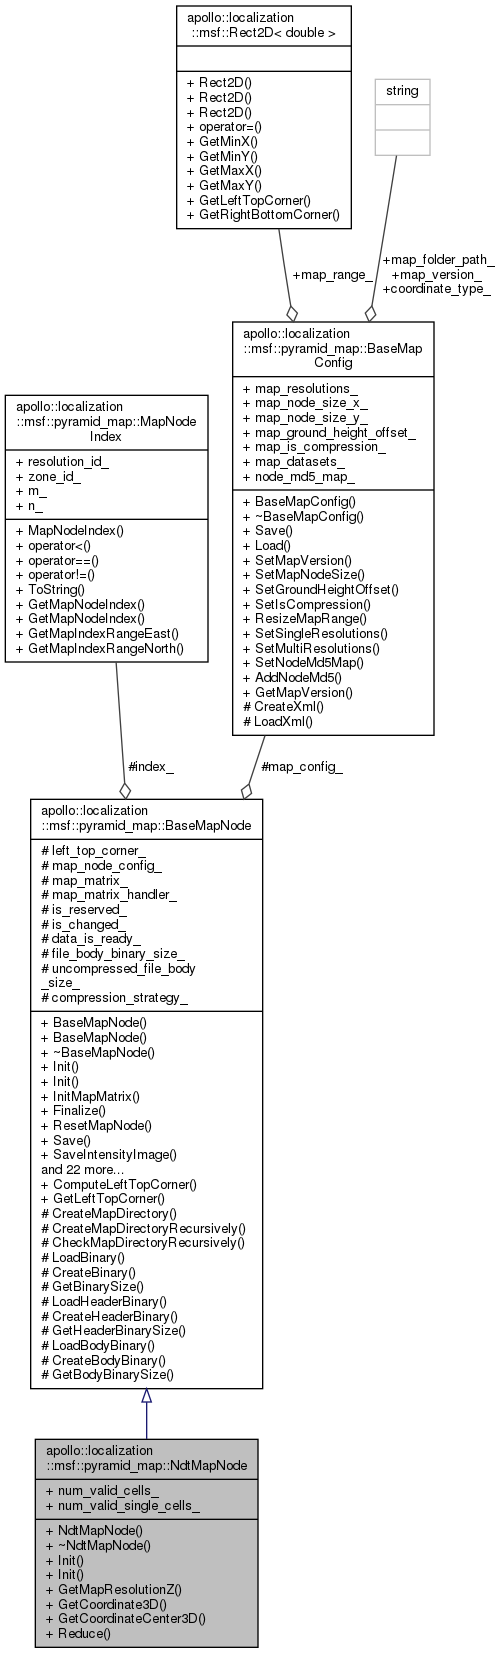 apollo::localization
::msf::Rect2D< double >
+ Rect2D()
+ Rect2D()
+ Rect2D()
+ operator=()
+ GetMinX()
+ GetMinY()
+ GetMaxX()
+ GetMaxY()
+ GetLeftTopCorner()
+ GetRightBottomCorner()
string
+map_range_
+map_folder_path_
+map_version_
+coordinate_type_
apollo::localization
::msf::pyramid_map::BaseMap
Config
+ map_resolutions_
+ map_node_size_x_
+ map_node_size_y_
+ map_ground_height_offset_
+ map_is_compression_
+ map_datasets_
+ node_md5_map_
+ BaseMapConfig()
+ ~BaseMapConfig()
+ Save()
+ Load()
+ SetMapVersion()
+ SetMapNodeSize()
+ SetGroundHeightOffset()
+ SetIsCompression()
+ ResizeMapRange()
+ SetSingleResolutions()
+ SetMultiResolutions()
+ SetNodeMd5Map()
+ AddNodeMd5()
+ GetMapVersion()
# CreateXml()
# LoadXml()
apollo::localization
::msf::pyramid_map::MapNode
Index
+ resolution_id_
+ zone_id_
+ m_
+ n_
+ MapNodeIndex()
+ operator<()
+ operator==()
+ operator!=()
+ ToString()
+ GetMapNodeIndex()
+ GetMapNodeIndex()
+ GetMapIndexRangeEast()
+ GetMapIndexRangeNorth()
#index_
#map_config_
apollo::localization
::msf::pyramid_map::BaseMapNode
# left_top_corner_
# map_node_config_
# map_matrix_
# map_matrix_handler_
# is_reserved_
# is_changed_
# data_is_ready_
# file_body_binary_size_
# uncompressed_file_body
_size_
# compression_strategy_
+ BaseMapNode()
+ BaseMapNode()
+ ~BaseMapNode()
+ Init()
+ Init()
+ InitMapMatrix()
+ Finalize()
+ ResetMapNode()
+ Save()
+ SaveIntensityImage()
and 22 more...
+ ComputeLeftTopCorner()
+ GetLeftTopCorner()
# CreateMapDirectory()
# CreateMapDirectoryRecursively()
# CheckMapDirectoryRecursively()
# LoadBinary()
# CreateBinary()
# GetBinarySize()
# LoadHeaderBinary()
# CreateHeaderBinary()
# GetHeaderBinarySize()
# LoadBodyBinary()
# CreateBodyBinary()
# GetBodyBinarySize()
apollo::localization
::msf::pyramid_map::NdtMapNode
+ num_valid_cells_
+ num_valid_single_cells_
+ NdtMapNode()
+ ~NdtMapNode()
+ Init()
+ Init()
+ GetMapResolutionZ()
+ GetCoordinate3D()
+ GetCoordinateCenter3D()
+ Reduce()